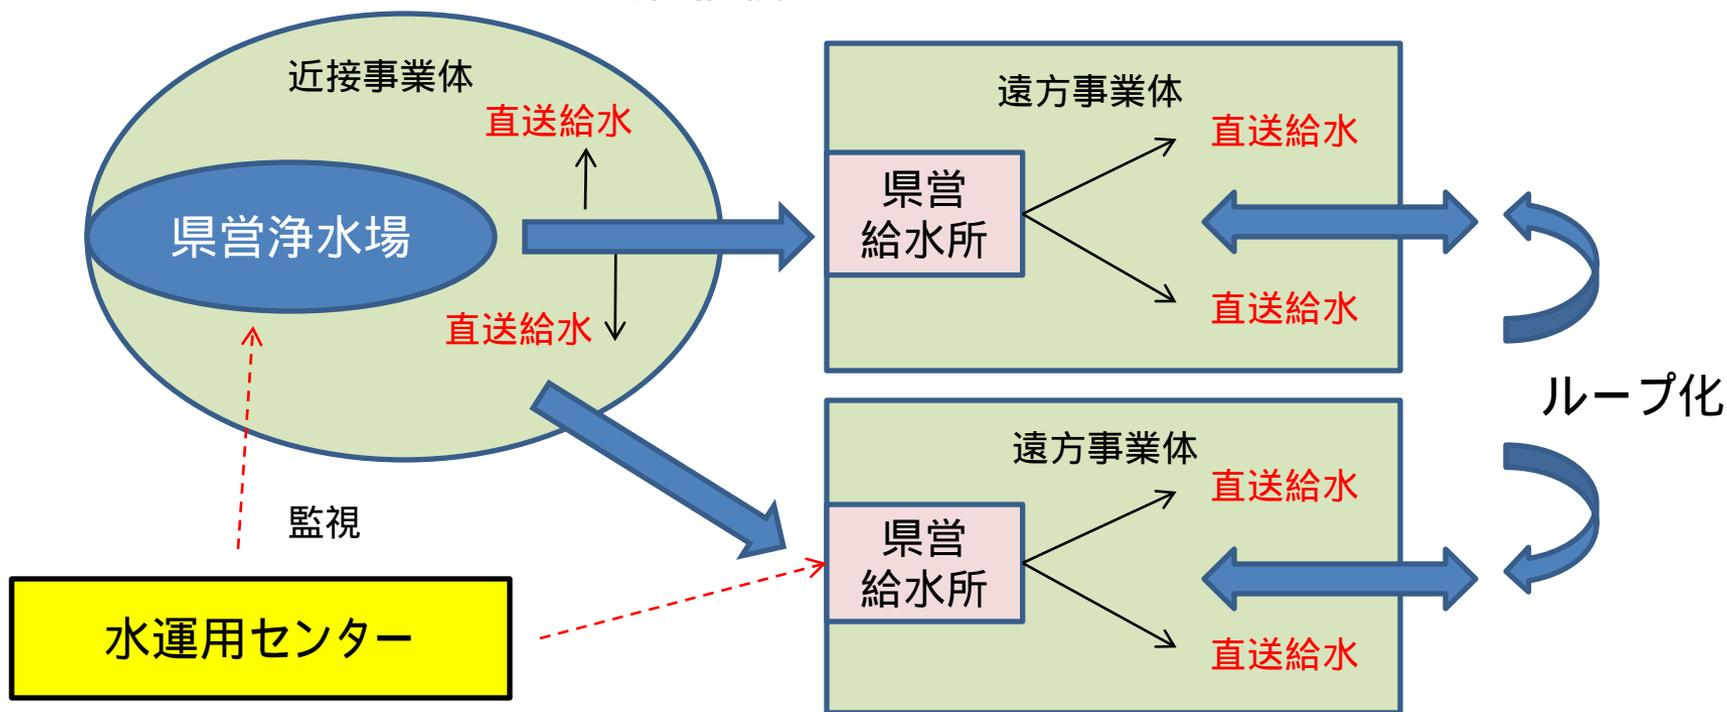 近接事業体
直送給水
県営浄水場
直送給水
監視
水運用センター
遠方事業体
直送給水
県営
給水所
直送給水
ループ化
遠方事業体
直送給水
県営
給水所
直送給水